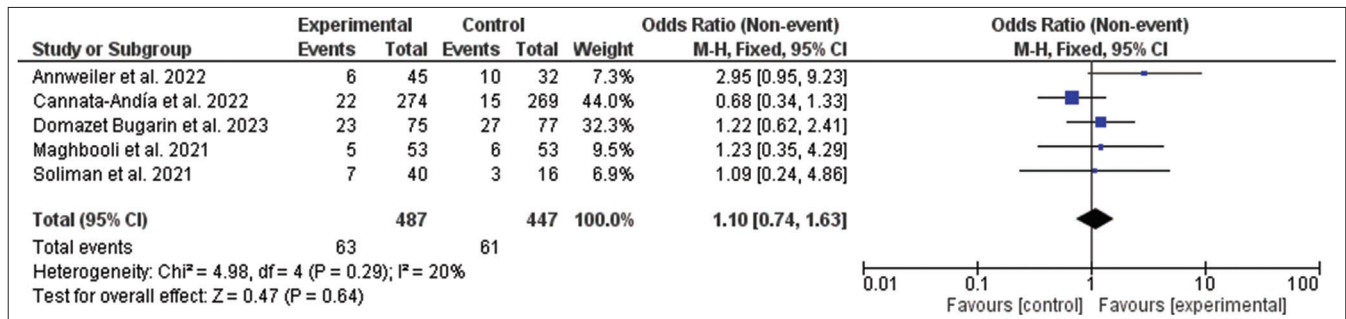 Experimental Control Odds Ratio (Non-event) Odds Ratio (Non-event)
Study or Subgroup Events Total Events Total Weight M-H, Fixed, 95% CI M-H, Fixed, 95% CI
Annweiler et al. 2022 6 45 10 32 7.3% 2.95 [0.95, 9.23]
Cannata-Andía et al. 2022 22 274 15 269 44.0% 0.68 [0.34, 1.33]
Domazet Bugarin et al. 2023 23 75 27 77 32.3% 1.22 [0.62, 2.41]
Maghbooli et al. 2021 5 53 6 53 9.5% 1.23 [0.35, 4.29]
Soliman et al. 2021 7 40 3 16 6.9% 1.09 [0.24, 4.86]
Total (95% CI) 487 447 100.0% 1.10 [0.74, 1.63]
Total events 63 61
Heterogeneity: Chi² = 4.98, df = 4 (P = 0.29); I² = 20%
Test for overall effect: Z = 0.47 (P = 0.64)
0.01 0.1 1 10 100
Favours [control] Favours [experimental]